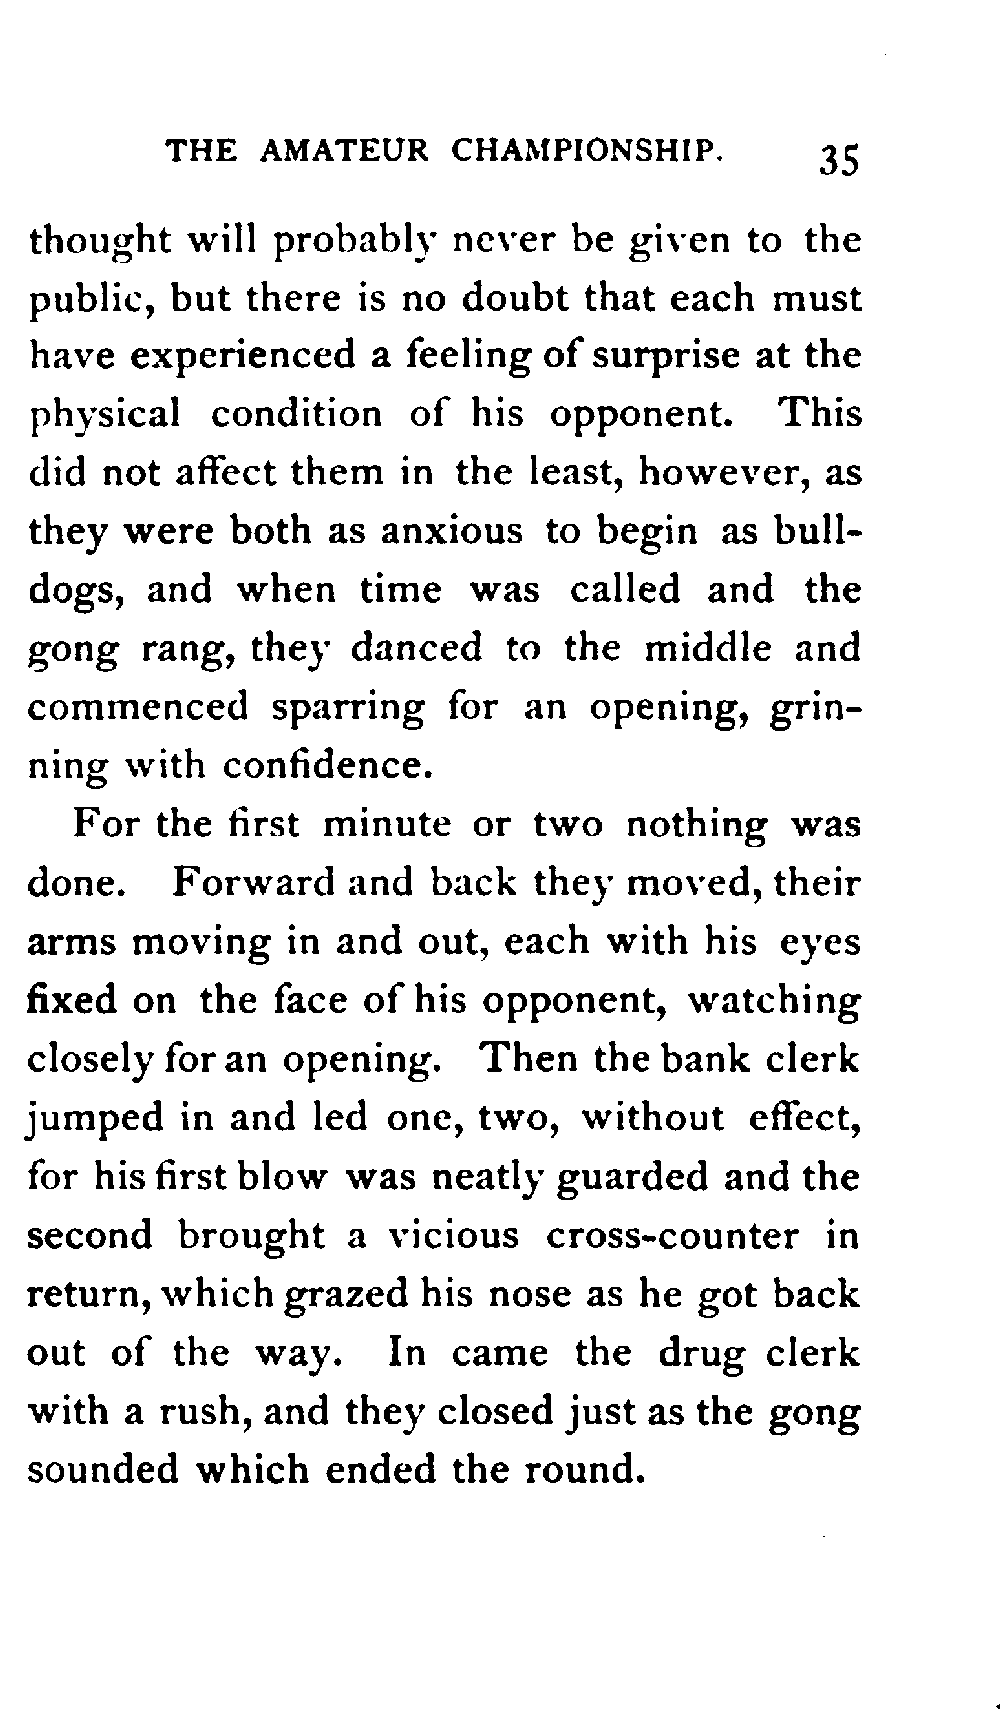 THE AMATEUR CHAMPIONSHIP. 35
thought will probably never be given to the
public, but there is no doubt that each must
have experienced a feeling of surprise at the
physical condition of his opponent. This
did not affect them in the least, however, as
they were both as anxious to begin as bull-
dogs, and when time was called and the
gong rang, they danced to the middle and
commenced sparring for an opening, grin-
ning with confidence.
For the first minute or two nothing was
done. Forward and back they moved, their
arms moving in and out, each with his eyes
fixed on the face of his opponent, watching
closely for an opening. Then the bank clerk
jumped in and led one, two, without effect,
for his first blow was neatly guarded and the
second brought a vicious cross-counter in
return, which grazed his nose as he got back
out of the way. In came the drug clerk
with a rush, and they closed just as the gong
sounded which ended the round.